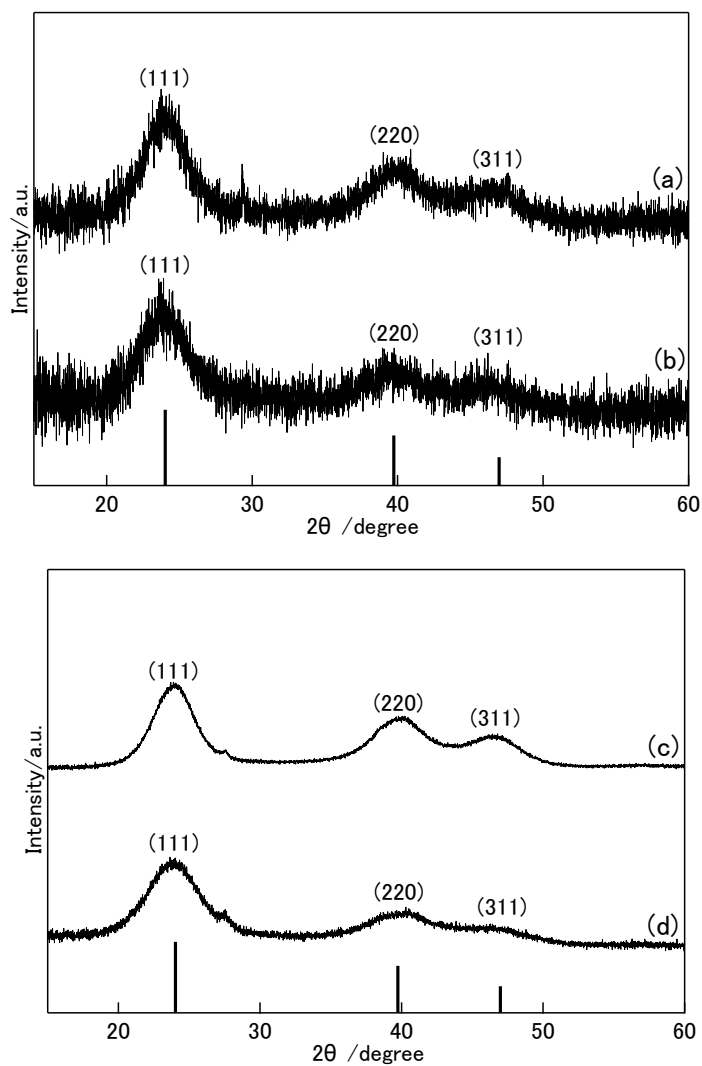 (111)
(220)
(311)
(a)
(111)
(220)
(311)
(b)
Intensity/a.u.
20 30 40 50 60
2θ /degree
(111)
(220)
(311)
(c)
(111)
(220)
(311)
(d)
Intensity/a.u.
20 30 40 50 60
2θ /degree